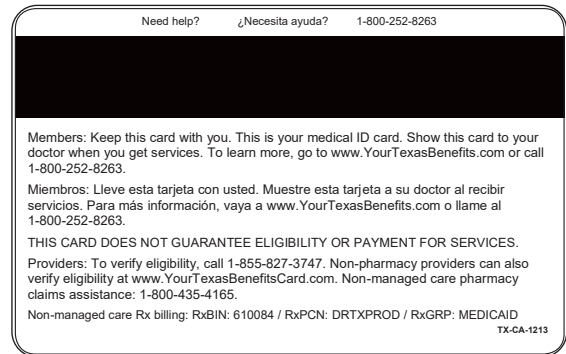 Need help? ¿Necesita ayuda? 1-800-252-8263
Members: Keep this card with you. This is your medical ID card. Show this card to your
doctor when you get services. To learn more, go to www.YourTexasBenefits.com or call
1-800-252-8263.
Miembros: Lleve esta tarjeta con usted. Muestre esta tarjeta a su doctor al recibir
servicios. Para más información, vaya a www.YourTexasBenefits.com o llame al
1-800-252-8263.
THIS CARD DOES NOT GUARANTEE ELIGIBILITY OR PAYMENT FOR SERVICES.
Providers: To verify eligibility, call 1-855-827-3747. Non-pharmacy providers can also
verify eligibility at www.YourTexasBenefitsCard.com. Non-managed care pharmacy
claims assistance: 1-800-435-4165.
Non-managed care Rx billing: RxBIN: 610084 / RxPCN: DRTXPROD / RxGRP: MEDICAID
TX-CA-1213